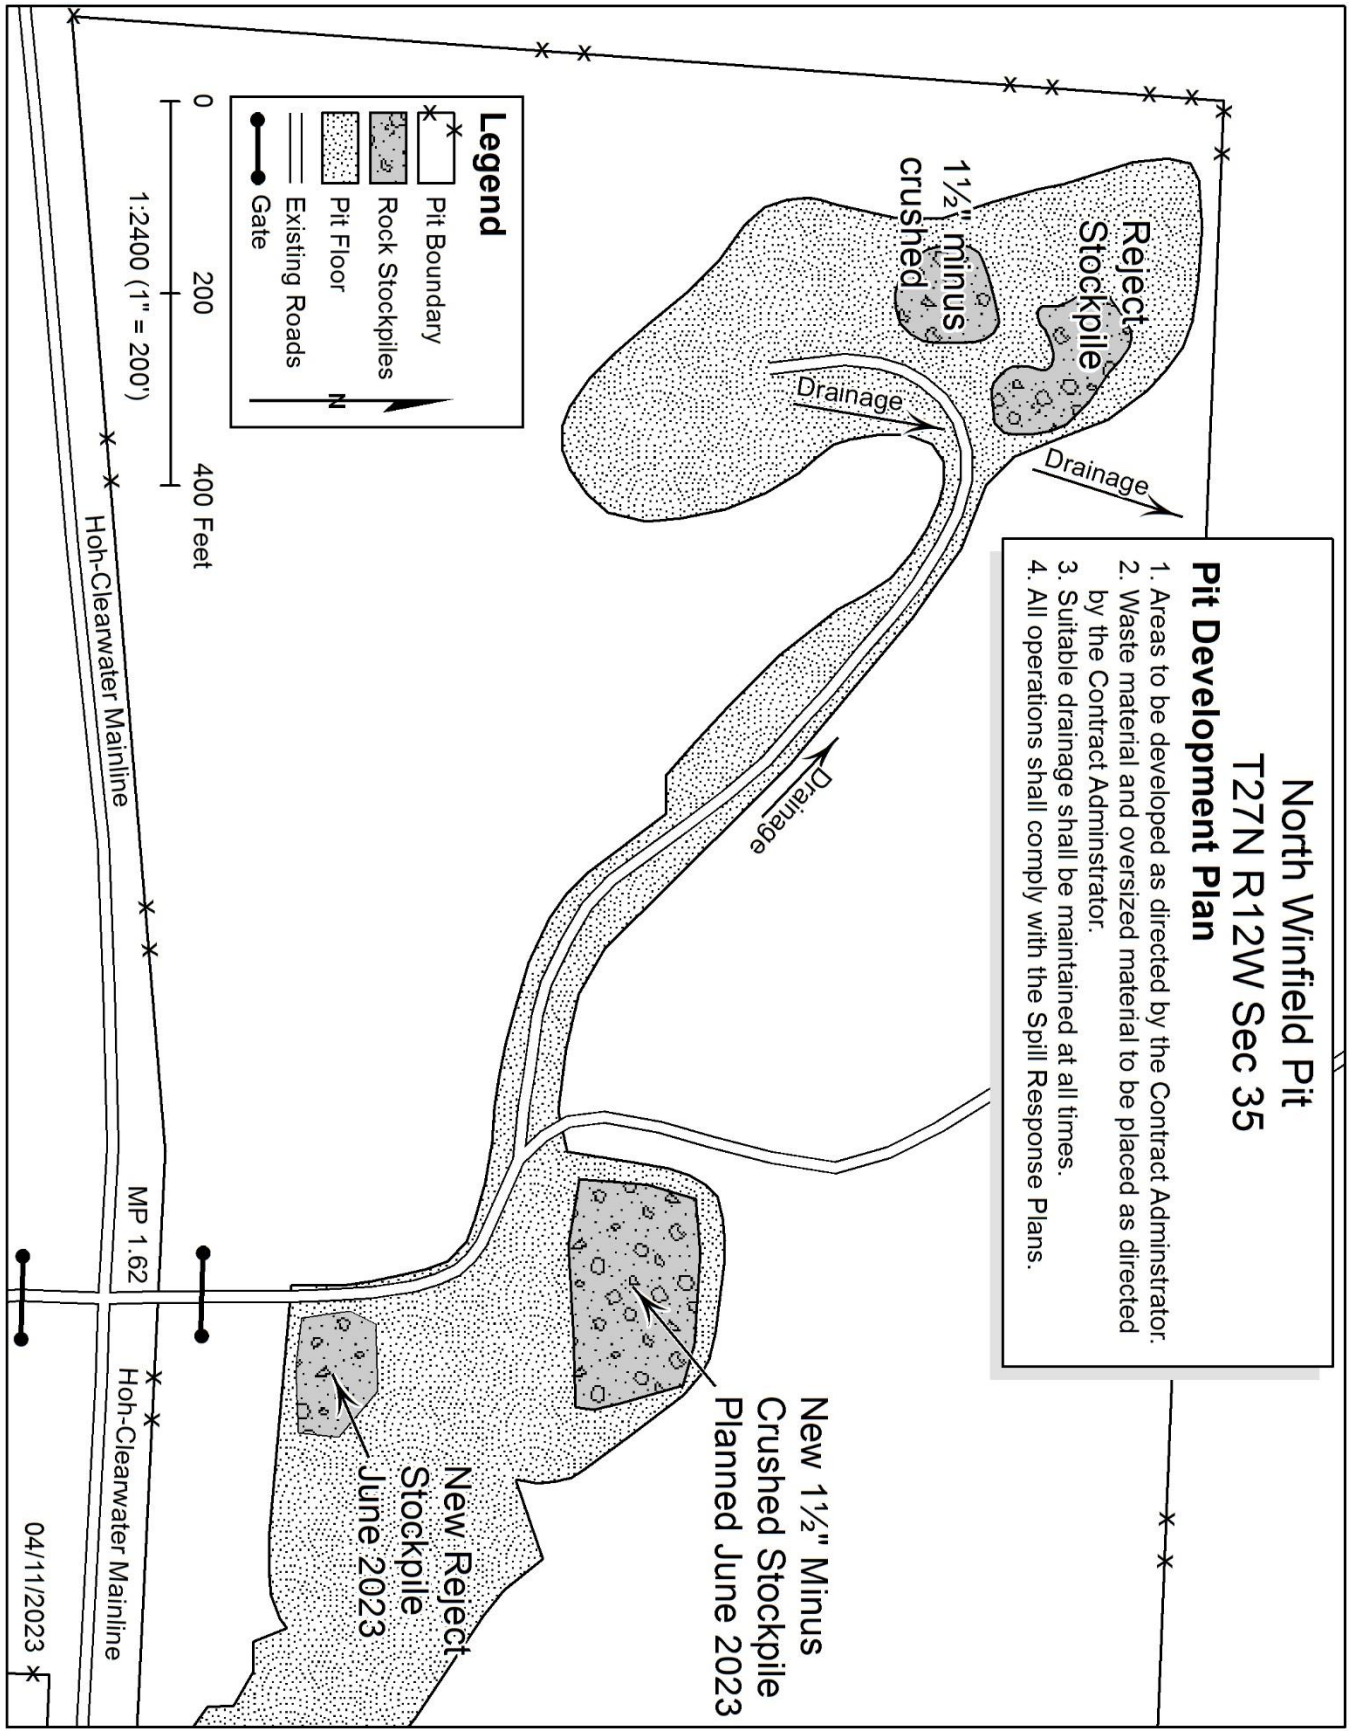 North Winfield Pit
T27N R12W Sec 35
Pit Development Plan
1. Areas to be developed as directed by the Contract Adminstrator.
2. Waste material and oversized material to be placed as directed
by the Contract Adminstrator.
3. Suitable drainage shall be maintained at all times.
4. All operations shall comply with the Spill Response Plans.
Reject
Stockpile
1½" minus
crushed
Drainage
Drainage
Drainage
New 1½" Minus
Crushed Stockpile
Planned June 2023
New Reject
Stockpile
June 2023
Legend
Pit Boundary
Rock Stockpiles
Pit Floor
Existing Roads
Gate
N
0 200 400 Feet
1:2400 (1" = 200')
Hoh-Clearwater Mainline
MP 1.62
Hoh-Clearwater Mainline
04/11/2023